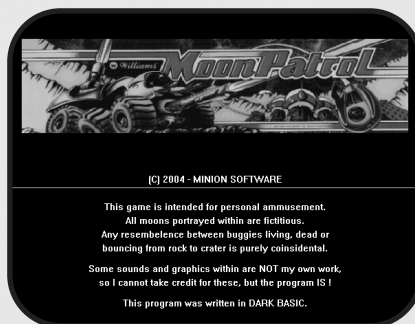 Williams
Moon Patrol
(C) 2004 - MINION SOFTWARE
This game is intended for personal ammusement.
All moons portrayed within are fictitious.
Any resembelence between buggies living, dead or
bouncing from rock to crater is purely coinsidental.
Some sounds and graphics within are NOT my own work,
so I cannot take credit for these, but the program IS !
This program was written in DARK BASIC.